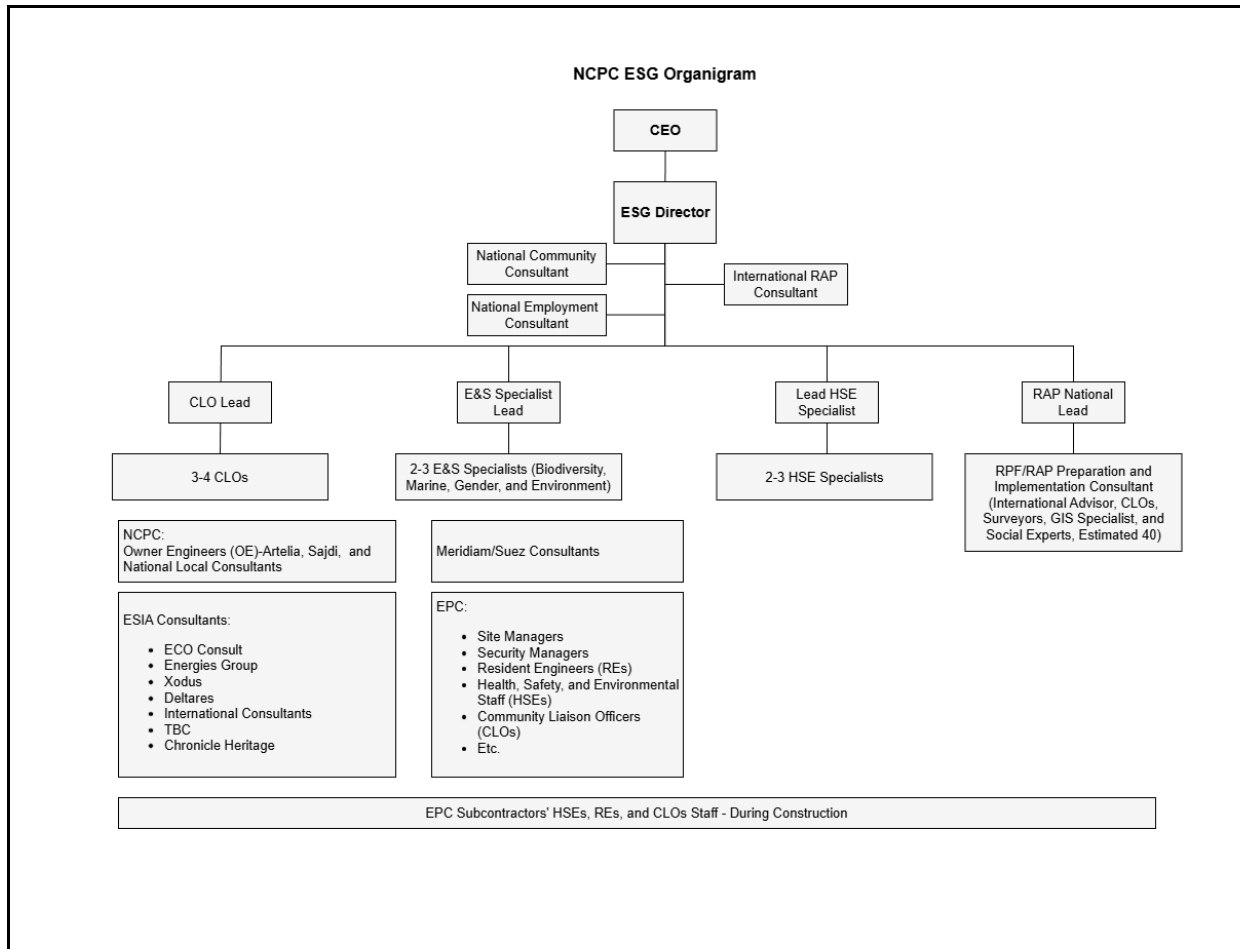 NCPC ESG Organigram
CEO
ESG Director
National Community
Consultant
International RAP
Consultant
National Employment
Consultant
CLO Lead
E&S Specialist
Lead
Lead HSE
Specialist
RAP National
Lead
3-4 CLOs
2-3 E&S Specialists (Biodiversity,
Marine, Gender, and Environment)
2-3 HSE Specialists
RPF/RAP Preparation and
Implementation Consultant
(International Advisor, CLOs,
Surveyors, GIS Specialist, and
Social Experts, Estimated 40)
NCPC:
Owner Engineers (OE)-Artelia, Sajdi, and
National Local Consultants
Meridiam/Suez Consultants
ESIA Consultants:
• ECO Consult
• Energies Group
• Xodus
• Deltares
• International Consultants
• TBC
• Chronicle Heritage
EPC:
• Site Managers
• Security Managers
• Resident Engineers (REs)
• Health, Safety, and Environmental
Staff (HSEs)
• Community Liaison Officers
(CLOs)
• Etc.
EPC Subcontractors' HSEs, REs, and CLOs Staff - During Construction